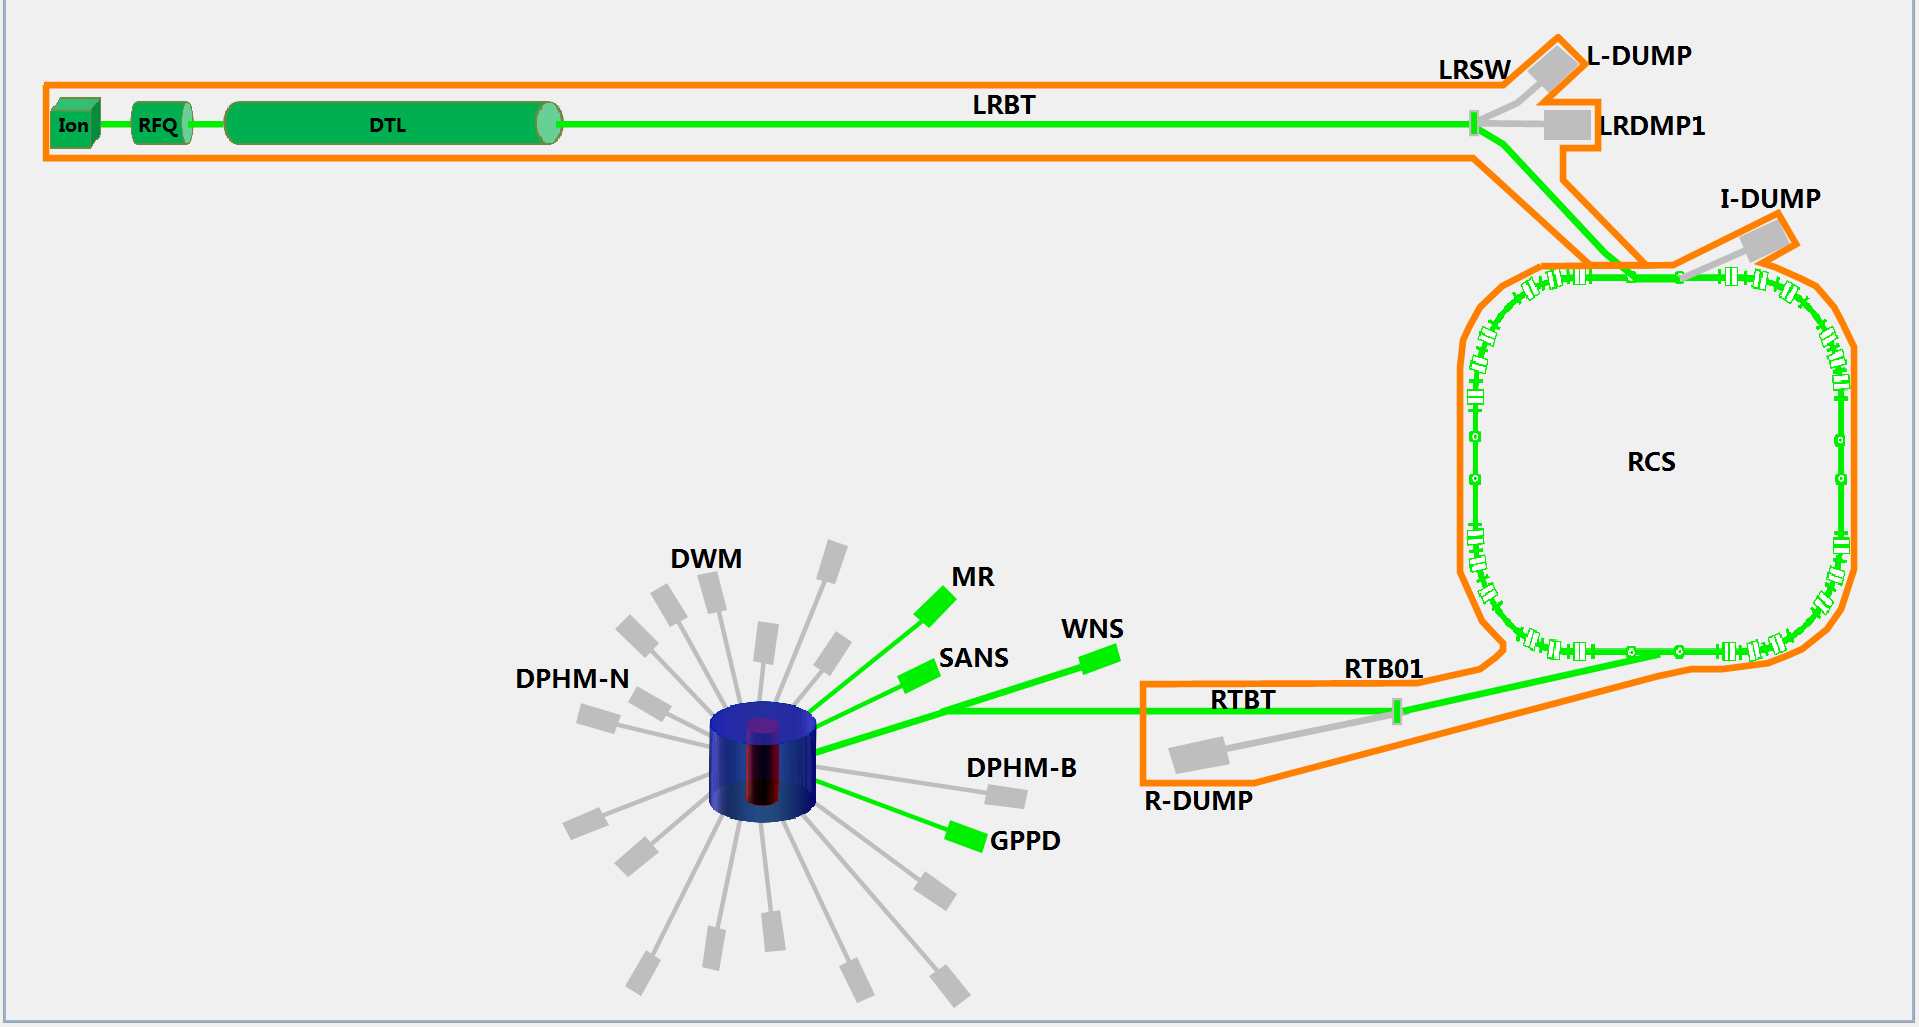 L-DUMP
LRSW
LRBT
Ion
RFQ
DTL
LRDMP1
I-DUMP
RCS
DWM
MR
WNS
SANS
RTB01
DPHM-N
RTBT
DPHM-B
R-DUMP
GPPD